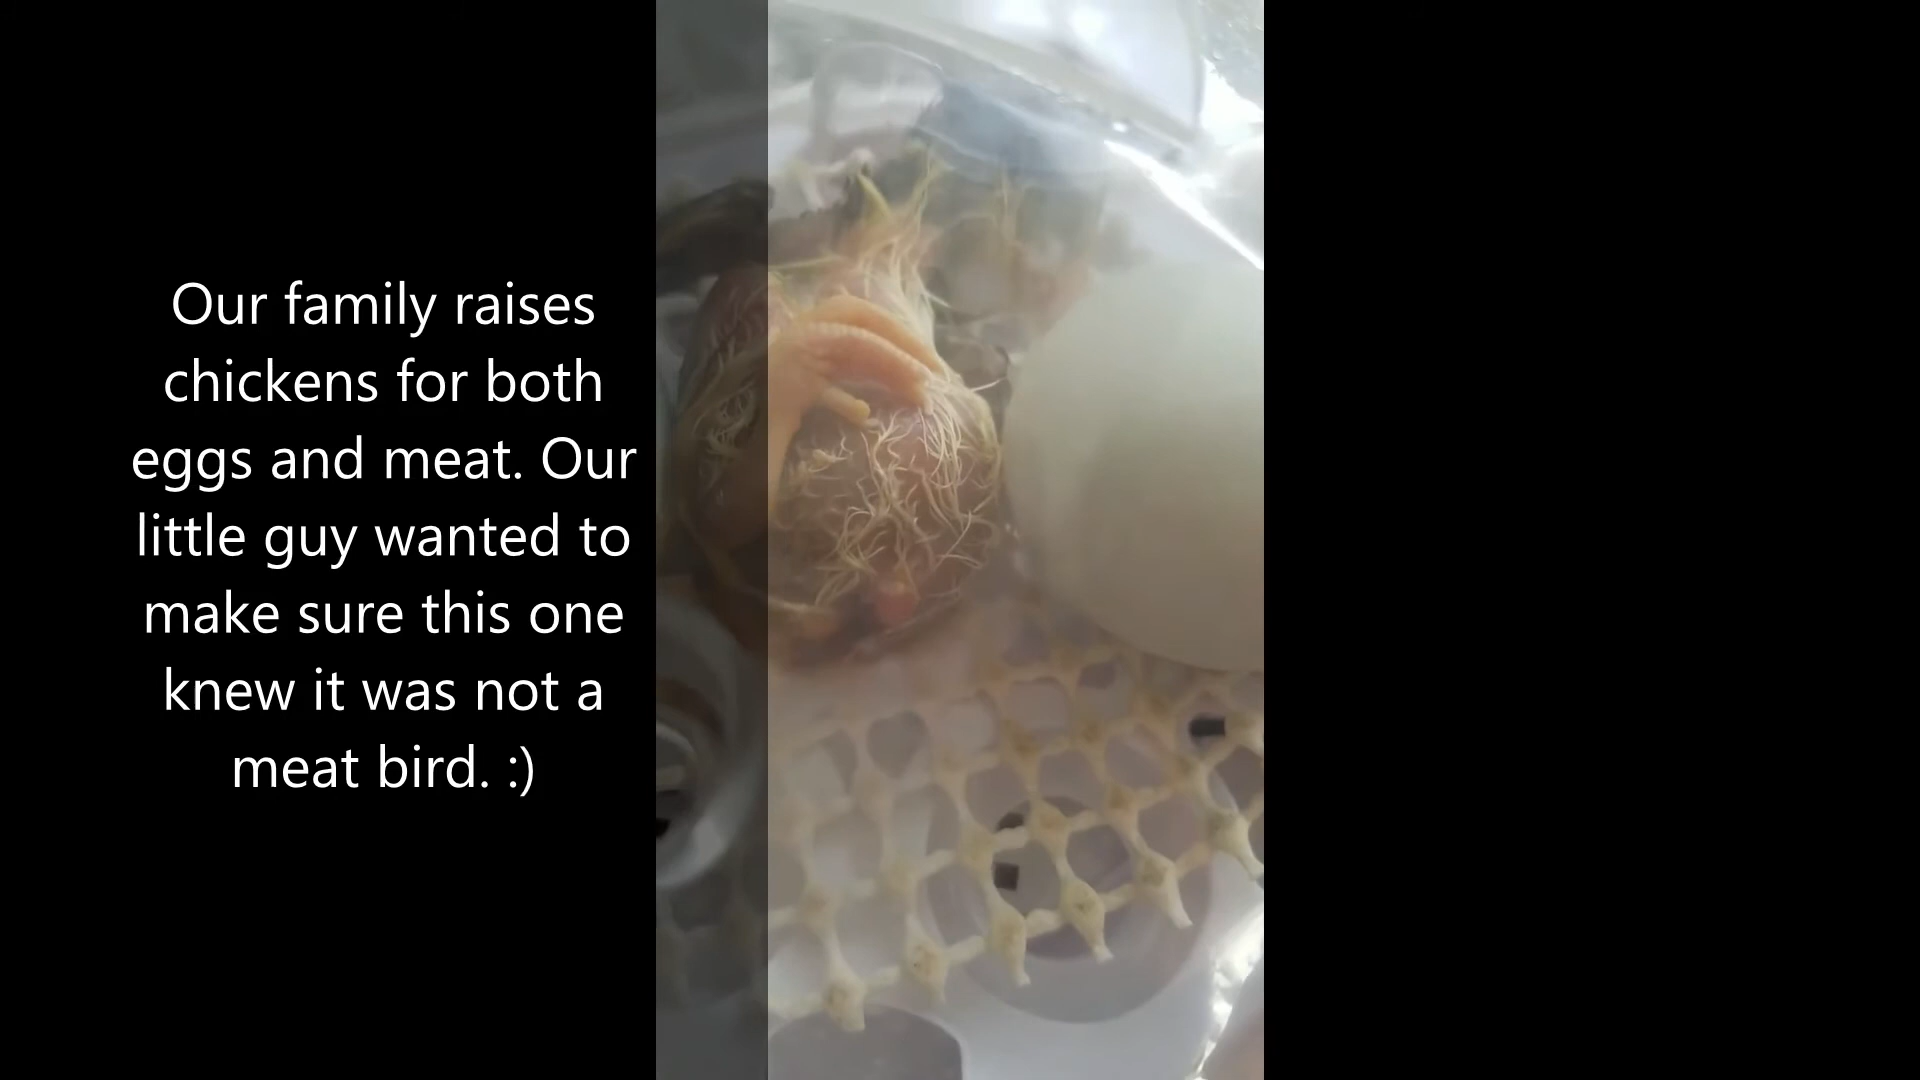 Our family raises
chickens for both
eggs and meat. Our
little guy wanted to
make sure this one
knew it was not a
meat bird. :)